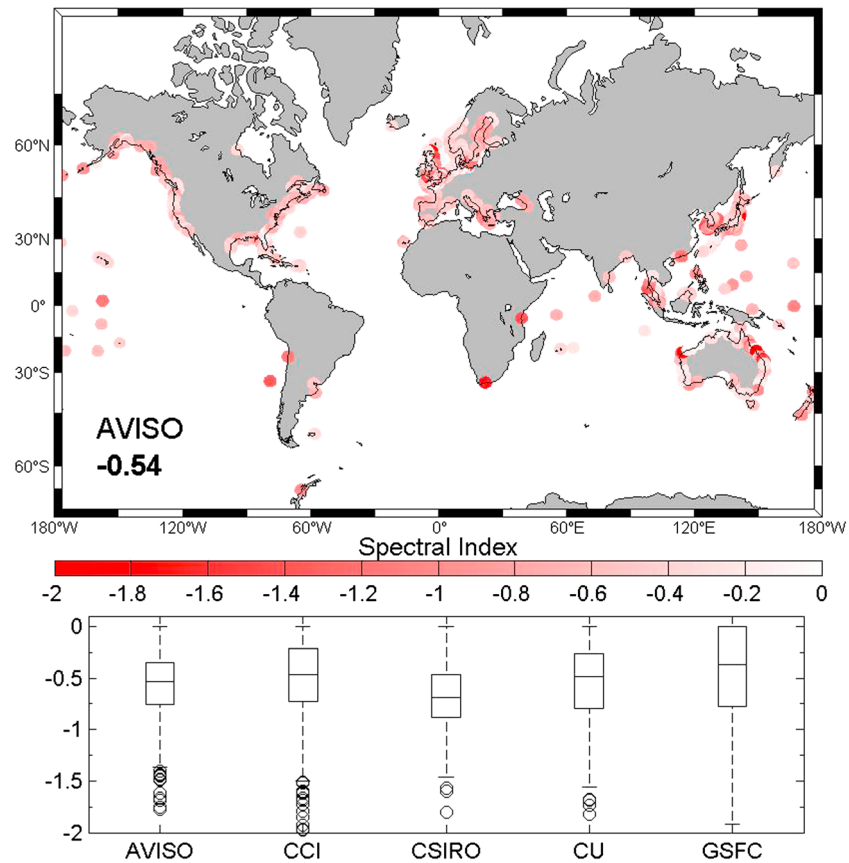 60°N
30°N
0°
30°S
60°S
AVISO
-0.54
180°W 120°W 60°W 0° 60°E 120°E 180°W
Spectral Index
-2 -1.8 -1.6 -1.4 -1.2 -1 -0.8 -0.6 -0.4 -0.2 0
0
-0.5
-1
-1.5
-2
AVISO CCI CSIRO CU GSFC